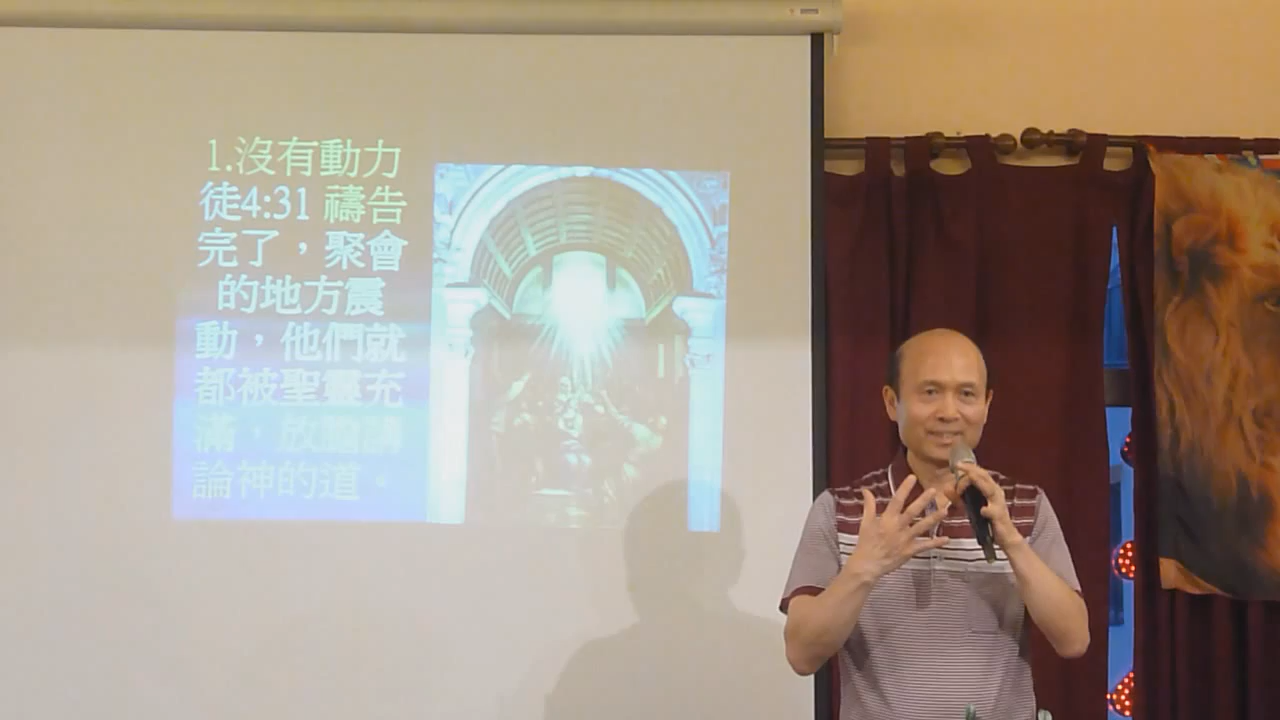 1.沒有動力
徒4:31 禱告
完了，聚會
的地方震
動，他們就
都被聖靈充
滿　放膽講
論神的道。